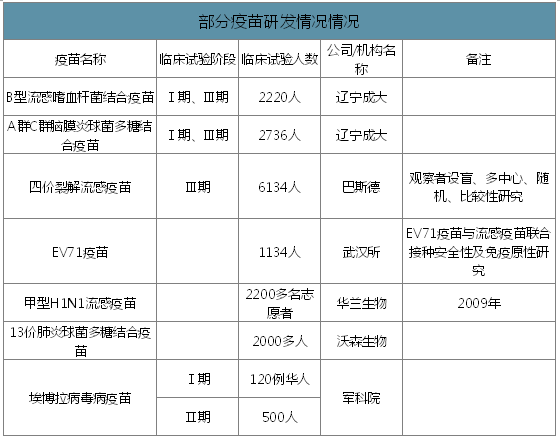 部分疫苗研发情况情况
疫苗名称 临床试验阶段 临床试验人数 公司/机构名称 备注
B型流感嗜血杆菌结合疫苗 Ⅰ期、Ⅲ期 2220人 辽宁成大
A群C群脑膜炎球菌多糖结合疫苗 Ⅰ期、Ⅲ期 2736人 辽宁成大
四价裂解流感疫苗 Ⅲ期 6134人 巴斯德 观察者设盲、多中心、随机、比较性研究
EV71疫苗 1134人 武汉所 EV71疫苗与流感疫苗联合接种安全性及免疫原性研究
甲型H1N1流感疫苗 2200多名志愿者 华兰生物 2009年
13价肺炎球菌多糖结合疫苗 2000多人 沃森生物
埃博拉病毒病疫苗 Ⅰ期 120例华人 军科院
Ⅱ期 500人